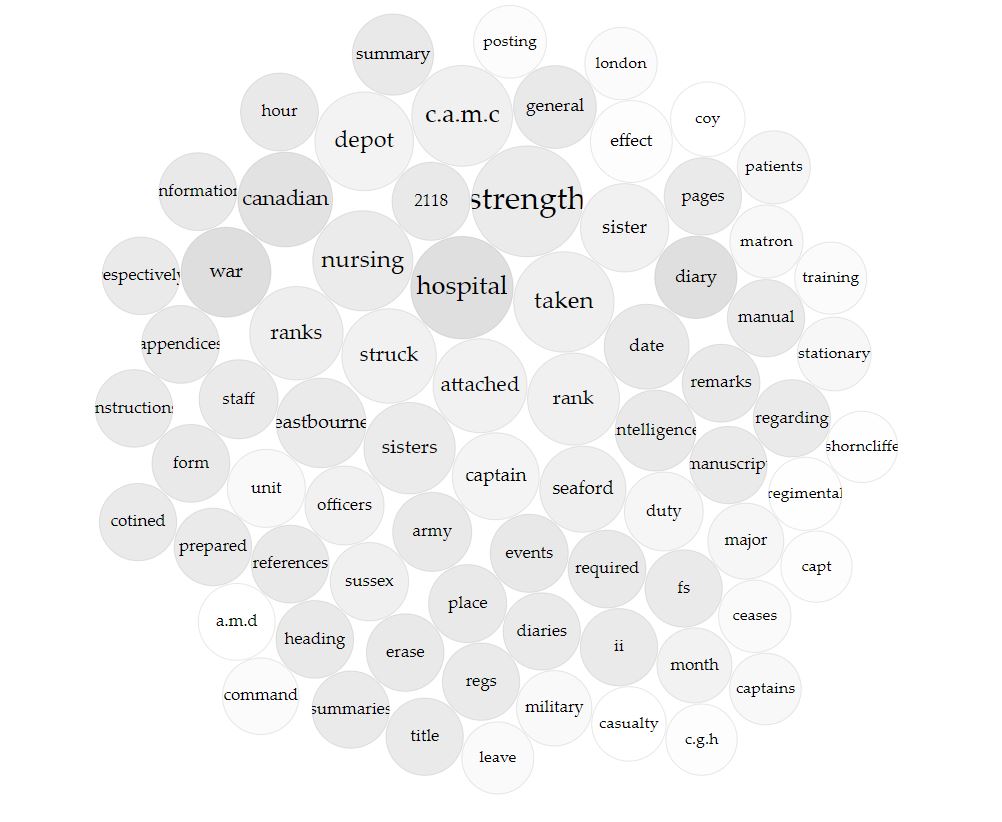 posting
summary
london
general
c.a.m.c
hour
coy
depot
effect
patients
nformation
canadian
2118
strength
pages
sister
matron
war
nursing
espectively
hospital
taken
diary
training
manual
appendices
ranks
struck
date
stationary
attached
remarks
nstructions
staff
rank
regarding
eastbourne
ntelligence
sisters
shorncliffe
form
manuscrip
captain
unit
seaford
regimental
officers
duty
cotined
army
major
prepared
events
references
required
capt
sussex
fs
place
ceases
a.m.d
diaries
heading
ii
erase
month
regs
captains
command
summaries
military
casualty
title
c.g.h
leave